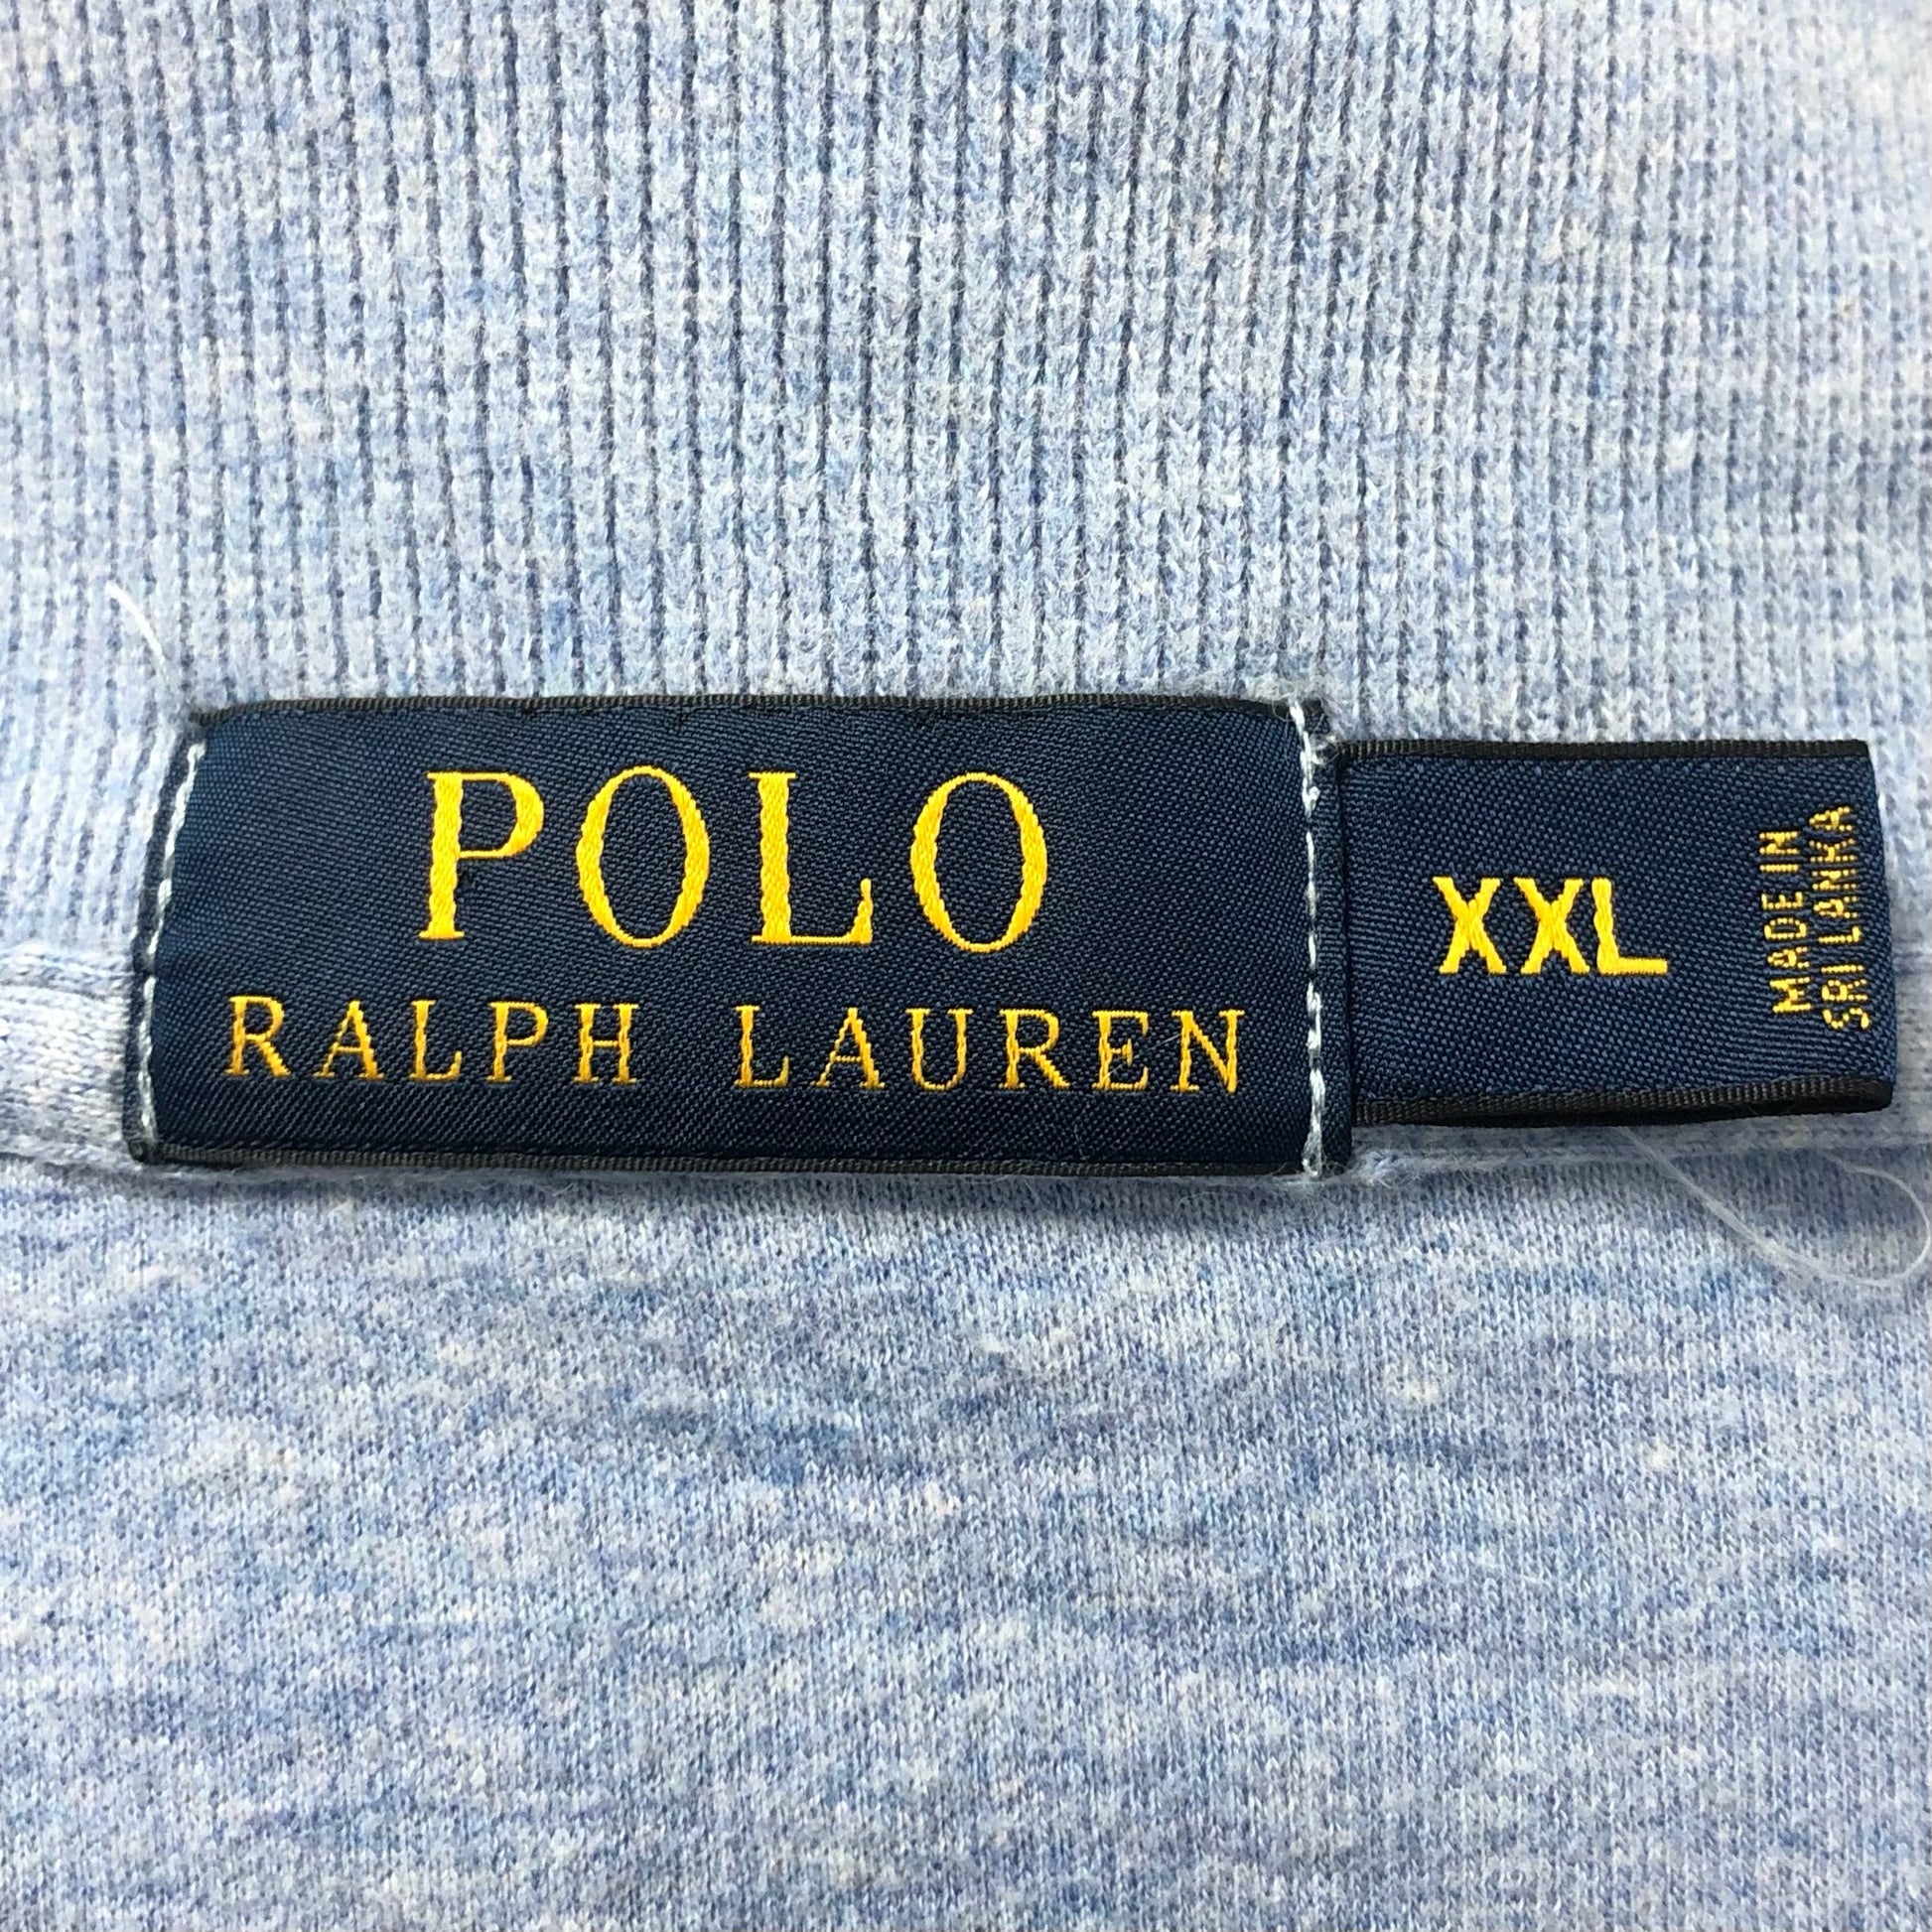 POLO
RALPH LAUREN
XXL
MADE IN
SRI LANKA